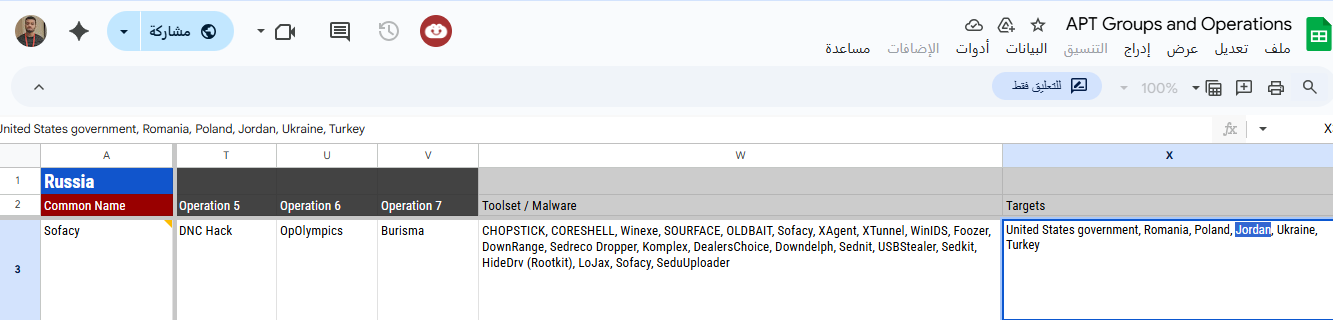 APT Groups and Operations
مشاركة
ملف تعديل عرض إدراج التنسيق البيانات أدوات الإضافات مساعدة
للتعليق فقط
100%
United States government, Romania, Poland, Jordan, Ukraine, Turkey
fx
A T U V W X
1 Russia
2 Common Name Operation 5 Operation 6 Operation 7 Toolset / Malware Targets
3 Sofacy DNC Hack OpOlympics Burisma
CHOPSTICK, CORESHELL, Winexe, SOURFACE, OLDBAIT, Sofacy, XAgent, XTunnel, WinIDS, Foozer,
DownRange, Sedreco Dropper, Komplex, DealersChoice, Downdelph, Sednit, USBStealer, Sedkit,
HideDrv (Rootkit), LoJax, Sofacy, SeduUploader
United States government, Romania, Poland, Jordan, Ukraine,
Turkey